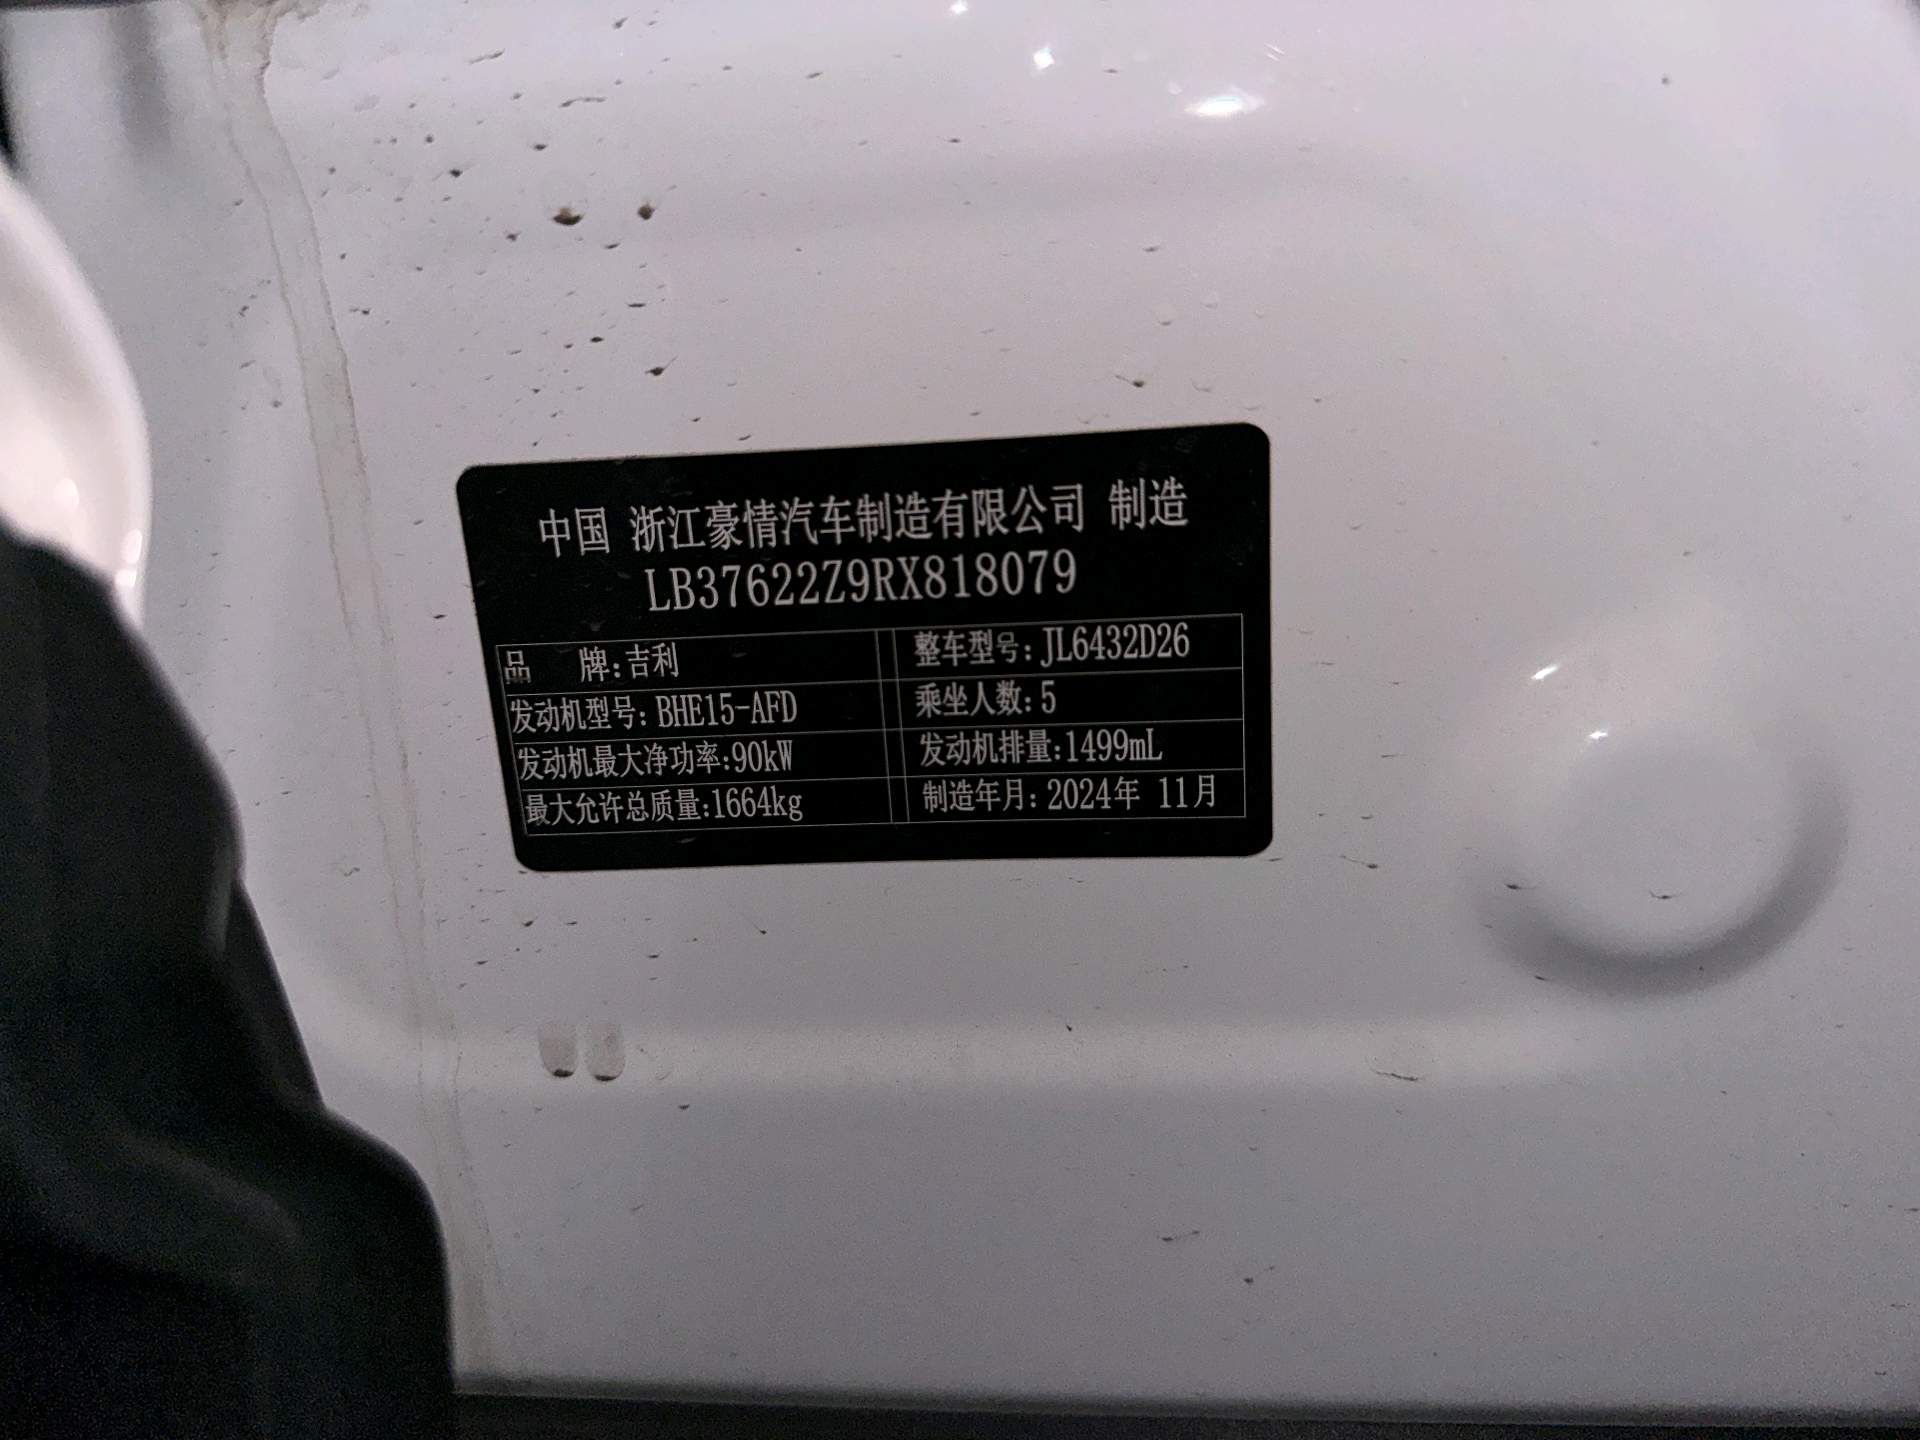 中国 浙江豪情汽车制造有限公司 制造
LB37622Z9RX818079
品 牌:吉利 整车型号:JL6432D26
发动机型号:BHE15-AFD 乘坐人数:5
发动机最大净功率:90kW 发动机排量:1499mL
最大允许总质量:1664kg 制造年月:2024年 11月